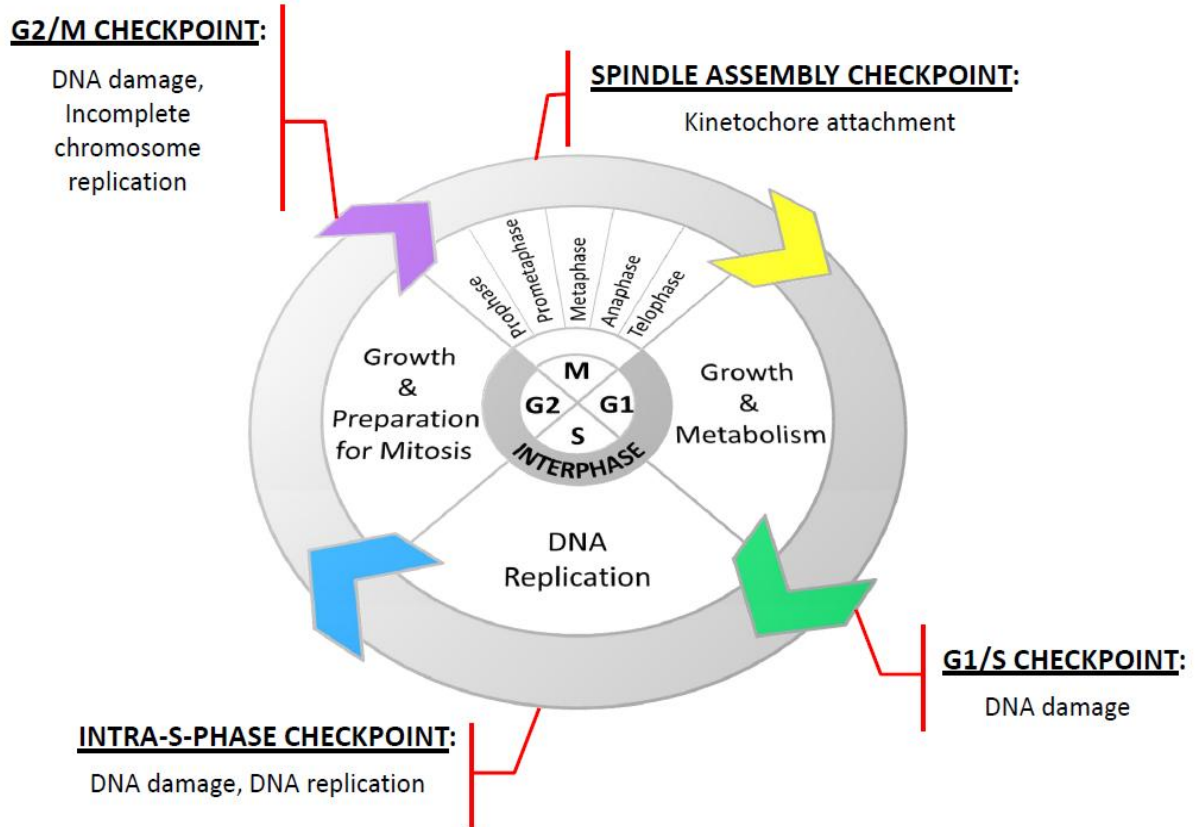 G2/M CHECKPOINT:
DNA damage,
Incomplete
chromosome
replication
SPINDLE ASSEMBLY CHECKPOINT:
Kinetochore attachment
Prophase
Prometaphase
Metaphase
Anaphase
Telophase
Growth
&
Preparation
for Mitosis
M
G2
G1
S
INTERPHASE
Growth
&
Metabolism
DNA
Replication
G1/S CHECKPOINT:
DNA damage
INTRA-S-PHASE CHECKPOINT:
DNA damage, DNA replication